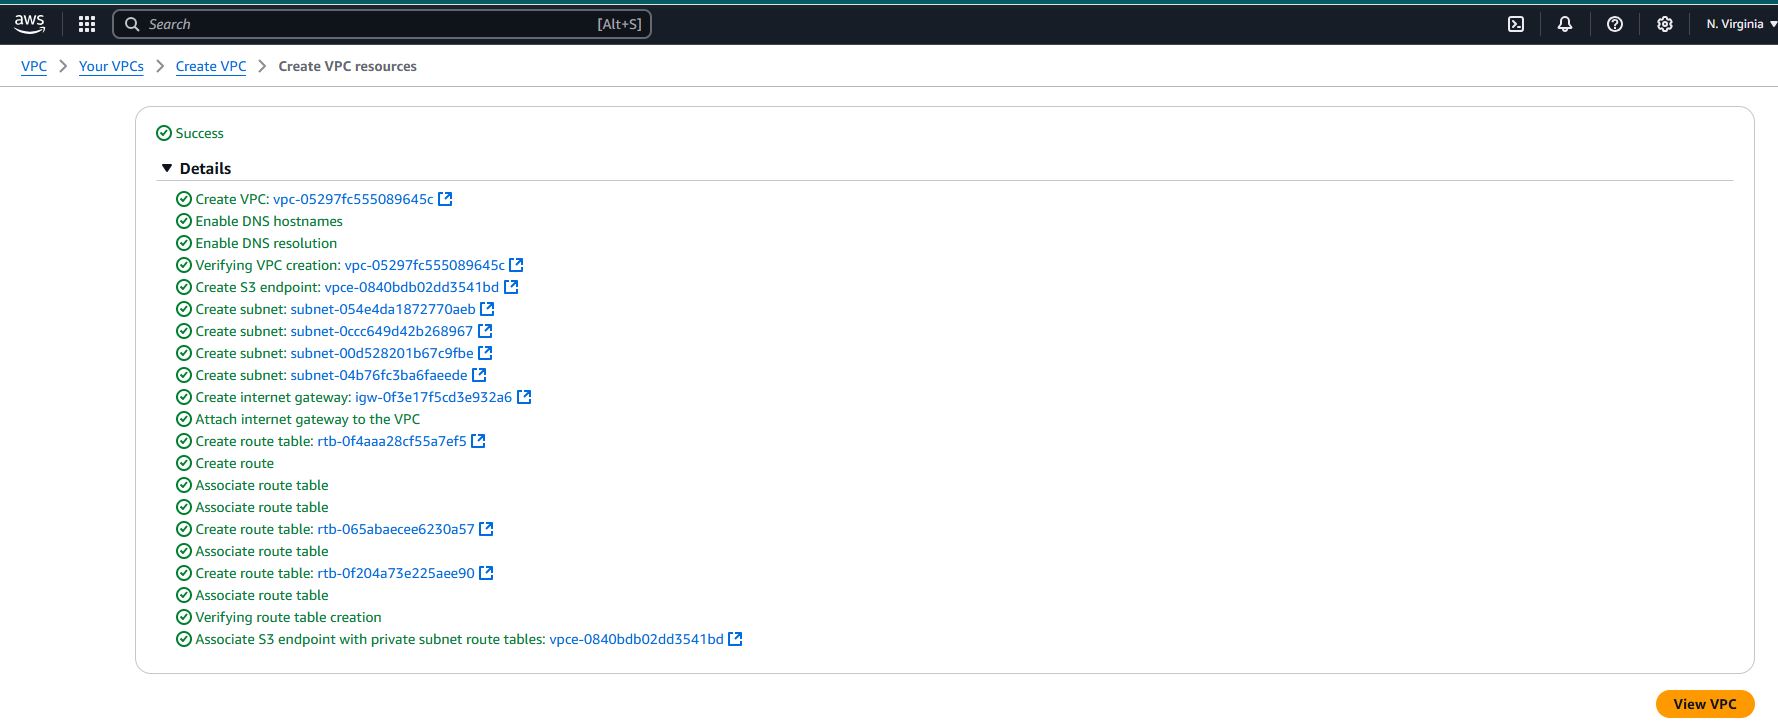 aws Search [Alt+S] N. Virginia
VPC Your VPCs Create VPC Create VPC resources
Success
Details
Create VPC: vpc-05297fc555089645c
Enable DNS hostnames
Enable DNS resolution
Verifying VPC creation: vpc-05297fc555089645c
Create S3 endpoint: vpce-0840bdb02dd3541bd
Create subnet: subnet-054e4da1872770aeb
Create subnet: subnet-0ccc649d42b268967
Create subnet: subnet-00d528201b67c9fbe
Create subnet: subnet-04b76fc3ba6faeede
Create internet gateway: igw-0f3e17f5cd3e932a6
Attach internet gateway to the VPC
Create route table: rtb-0f4aaa28cf55a7ef5
Create route
Associate route table
Associate route table
Create route table: rtb-065abaecee6230a57
Associate route table
Create route table: rtb-0f204a73e225aee90
Associate route table
Verifying route table creation
Associate S3 endpoint with private subnet route tables: vpce-0840bdb02dd3541bd
View VPC